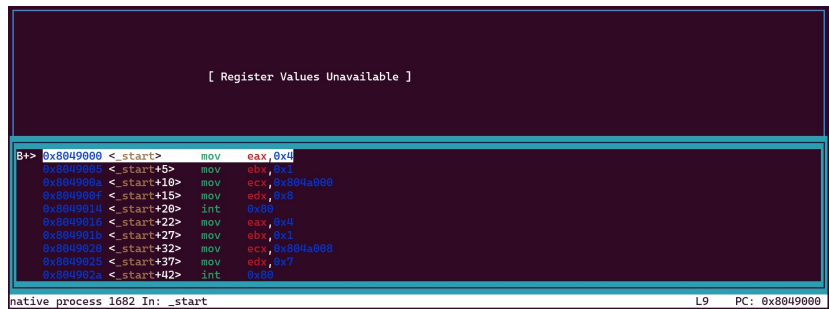 [ Register Values Unavailable ]
B+> 0x8049000 <_start> mov eax,0x4
0x8049005 <_start+5> mov ebx,0x1
0x804900a <_start+10> mov ecx,0x804a000
0x804900f <_start+15> mov edx,0x8
0x8049014 <_start+20> int 0x80
0x8049016 <_start+22> mov eax,0x4
0x804901b <_start+27> mov ebx,0x1
0x8049020 <_start+32> mov ecx,0x804a008
0x8049025 <_start+37> mov edx,0x7
0x804902a <_start+42> int 0x80
native process 1682 In: _start L9 PC: 0x8049000